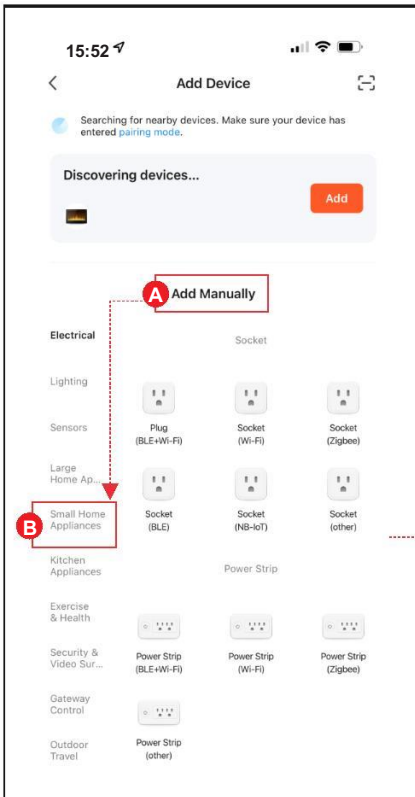 15:52
Add Device
Searching for nearby devices. Make sure your device has
entered pairing mode.
Discovering devices...
Add
A
Add Manually
Electrical
Socket
Lighting
Sensors
Plug
(BLE+Wi-Fi)
Socket
(Wi-Fi)
Socket
(Zigbee)
Large
Home Ap...
B
Small Home
Appliances
Socket
(BLE)
Socket
(NB-IoT)
Socket
(other)
Kitchen
Appliances
Power Strip
Exercise
& Health
Security &
Video Sur...
Power Strip
(BLE+Wi-Fi)
Power Strip
(Wi-Fi)
Power Strip
(Zigbee)
Gateway
Control
Outdoor
Travel
Power Strip
(other)